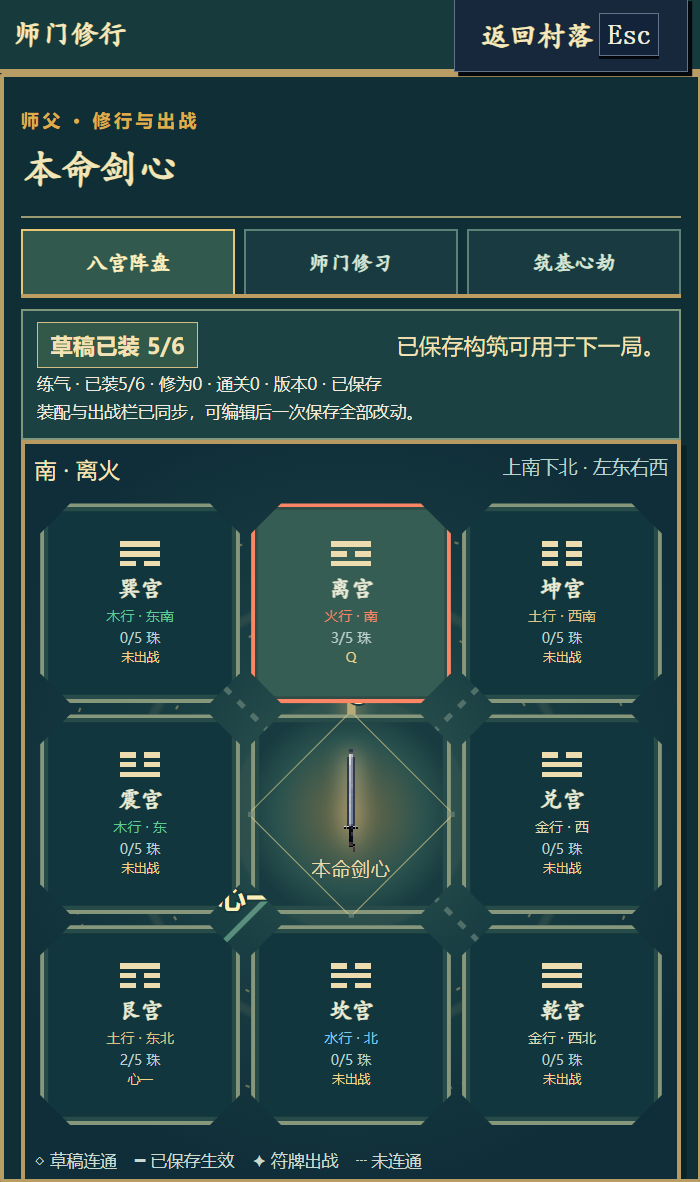 师门修行
返回村落 Esc
师父 · 修行与出战
本命剑心
八宫阵盘 师门修习 筑基心劫
草稿已装 5/6 已保存构筑可用于下一局。
练气 · 已装5/6 · 修为0 · 通关0 · 版本0 · 已保存
装配与出战栏已同步，可编辑后一次保存全部改动。
南 · 离火 上南下北 · 左东右西
巽宫
木行 · 东南
0/5 珠
未出战
离宫
火行 · 南
3/5 珠
Q
坤宫
土行 · 西南
0/5 珠
未出战
震宫
木行 · 东
0/5 珠
未出战
本命剑心
兑宫
金行 · 西
0/5 珠
未出战
心一
艮宫
土行 · 东北
2/5 珠
心一
坎宫
水行 · 北
0/5 珠
未出战
乾宫
金行 · 西北
0/5 珠
未出战
◇ 草稿连通 ━ 已保存生效 ✦ 符牌出战 ┄ 未连通